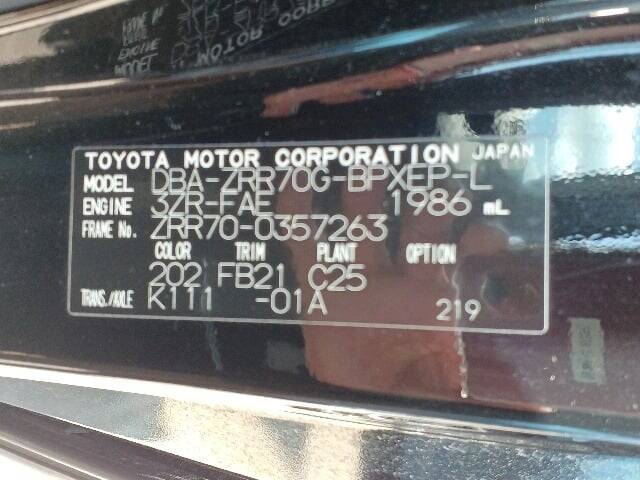 TOYOTA MOTOR CORPORATION JAPAN
MODEL DBA-ZRR70G-BPXEP-L
ENGINE 3ZR-FAE 1986 mL
FRAME No. ZRR70-0357263
COLOR TRIM PLANT OPTION
202 FB21 C25
TRANS./AXLE K111 -01A 219